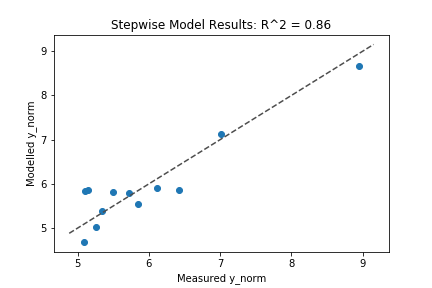 Stepwise Model Results: R^2 = 0.86
9
8
7
6
5
Modelled y_norm
5 6 7 8 9
Measured y_norm